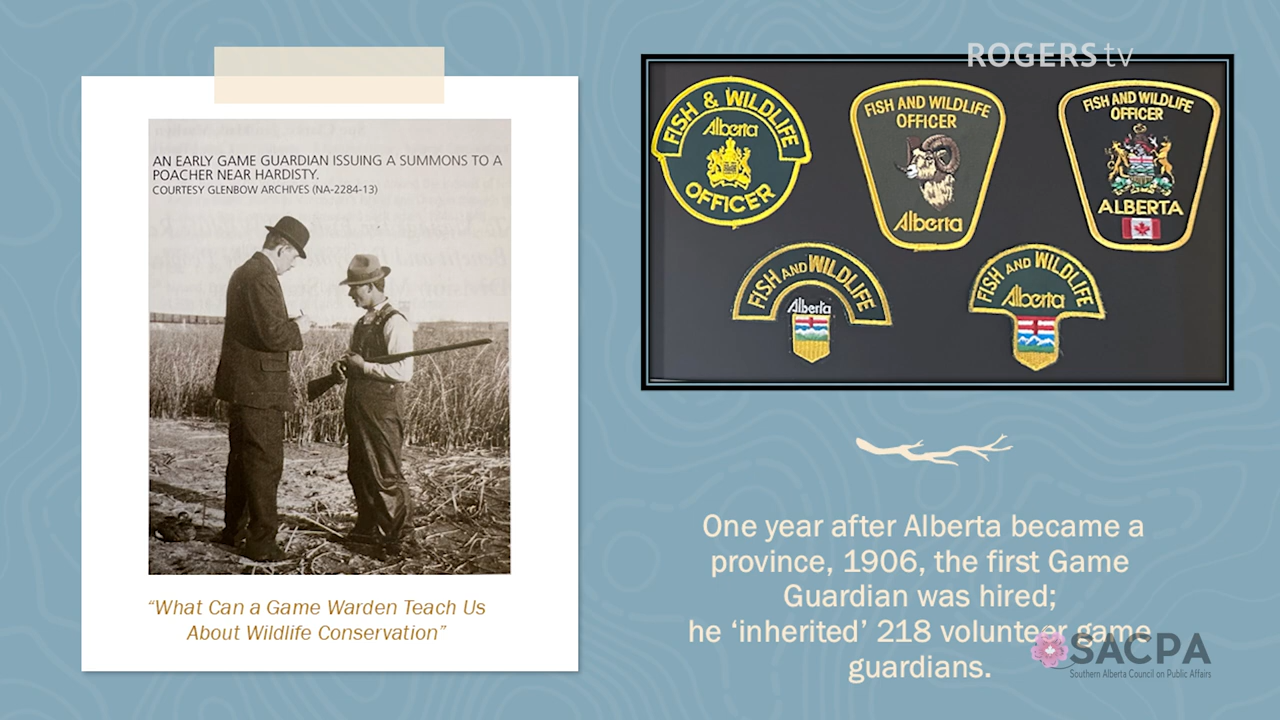 ROGERS tv
AN EARLY GAME GUARDIAN ISSUING A SUMMONS TO A
POACHER NEAR HARDISTY.
COURTESY GLENBOW ARCHIVES (NA-2284-13)
“What Can a Game Warden Teach Us
About Wildlife Conservation”
FISH & WILDLIFE
Alberta
OFFICER
FISH AND WILDLIFE
OFFICER
Alberta
FISH AND WILDLIFE
OFFICER
ALBERTA
FISH AND WILDLIFE
Alberta
FISH AND WILDLIFE
Alberta
One year after Alberta became a
province, 1906, the first Game
Guardian was hired;
he ‘inherited’ 218 volunteer game
guardians.
SACPA
Southern Alberta Council on Public Affairs